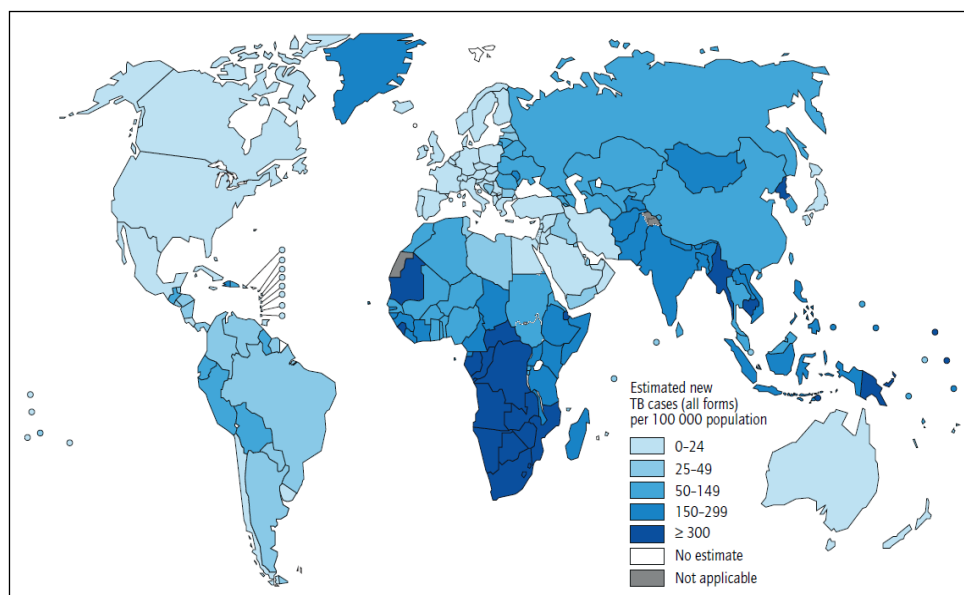 Estimated new
TB cases (all forms)
per 100 000 population
0–24
25–49
50–149
150–299
≥ 300
No estimate
Not applicable